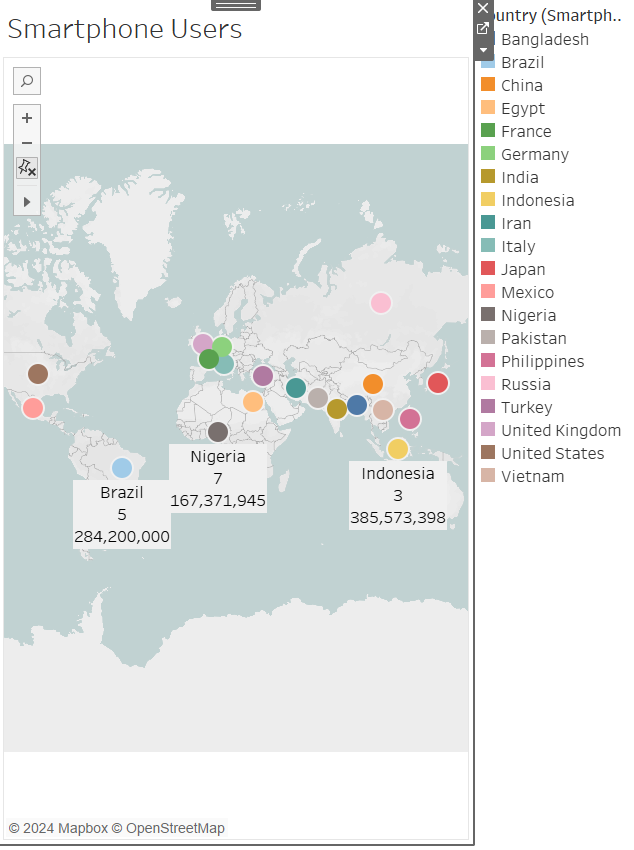 Smartphone Users
Brazil
5
284,200,000
Nigeria
7
167,371,945
Indonesia
3
385,573,398
© 2024 Mapbox © OpenStreetMap
ountry (Smartph..
Bangladesh
Brazil
China
Egypt
France
Germany
India
Indonesia
Iran
Italy
Japan
Mexico
Nigeria
Pakistan
Philippines
Russia
Turkey
United Kingdom
United States
Vietnam